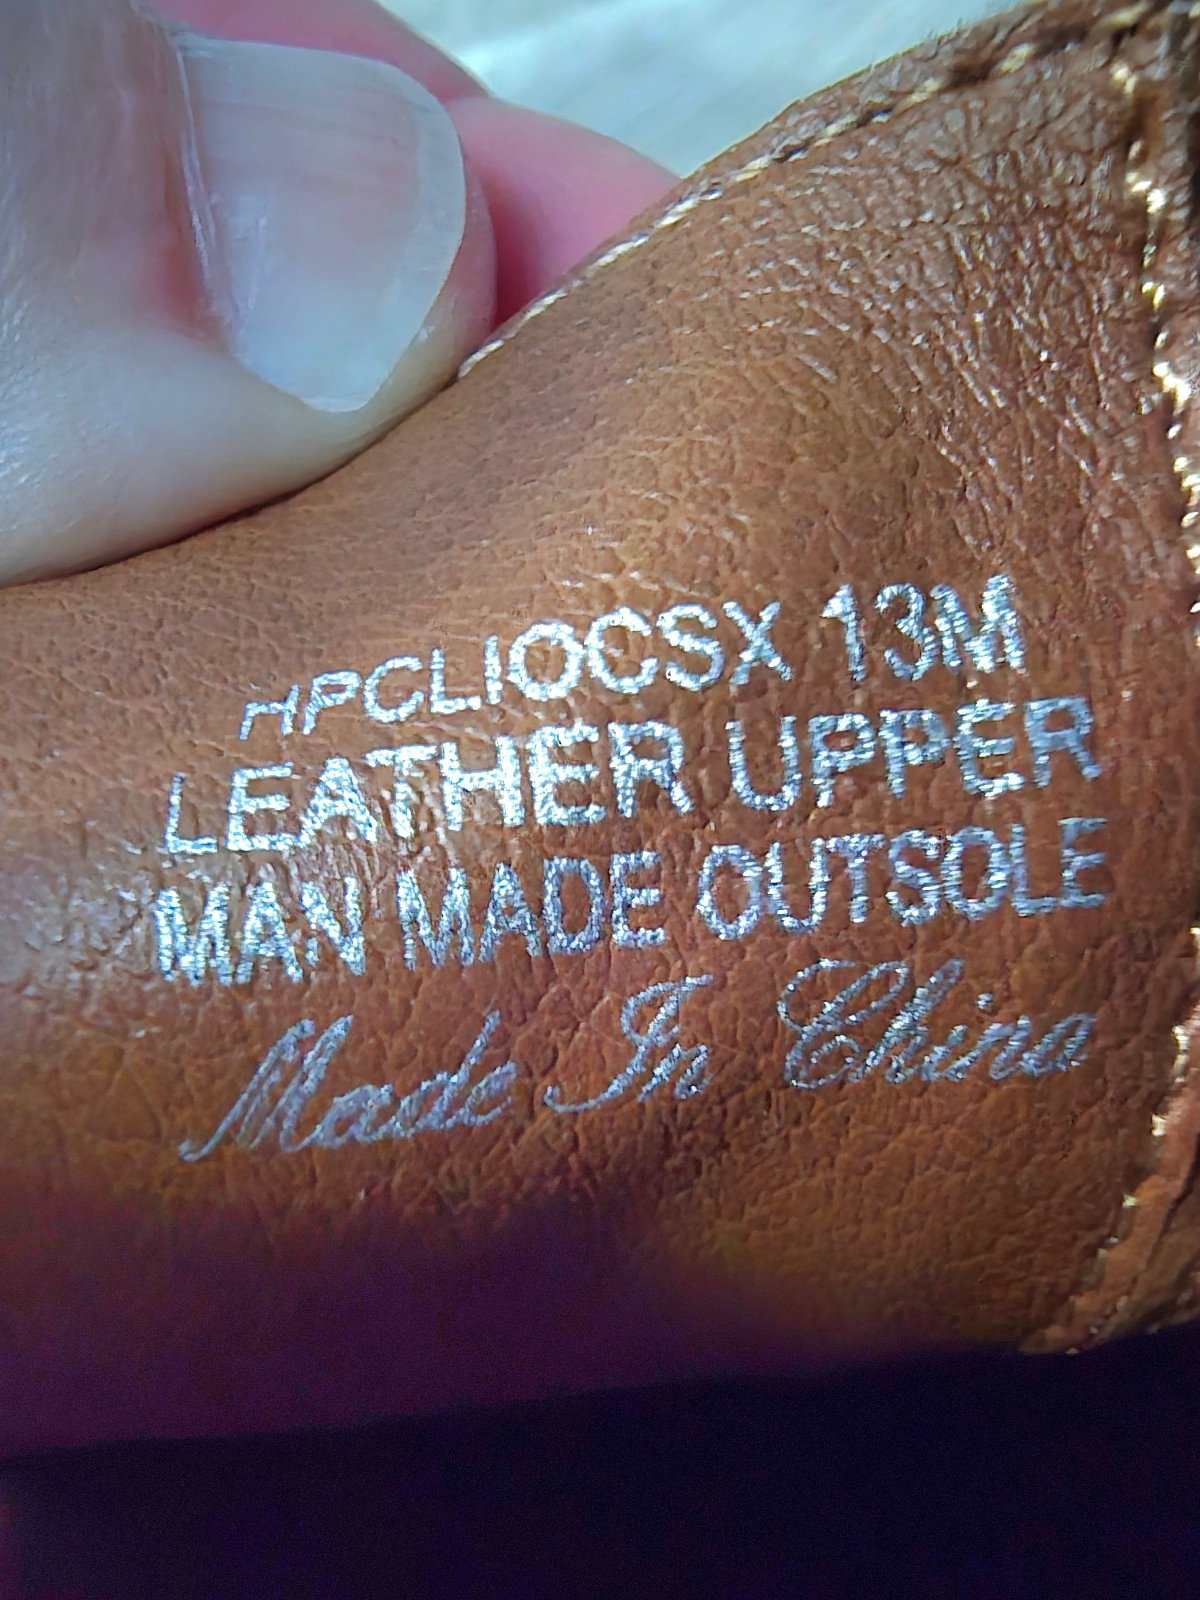 HPCLIOCSX 13M
LEATHER UPPER
MAN MADE OUTSOLE
Made In China